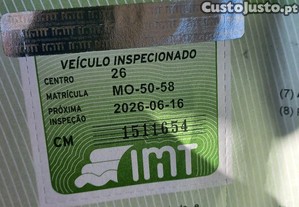 CustoJusto.pt
VEÍCULO INSPECIONADO
CENTRO 26
MATRÍCULA MO-50-58
PRÓXIMA INSPEÇÃO 2026-06-16
CM 1511654
IMT
(7)
(8)